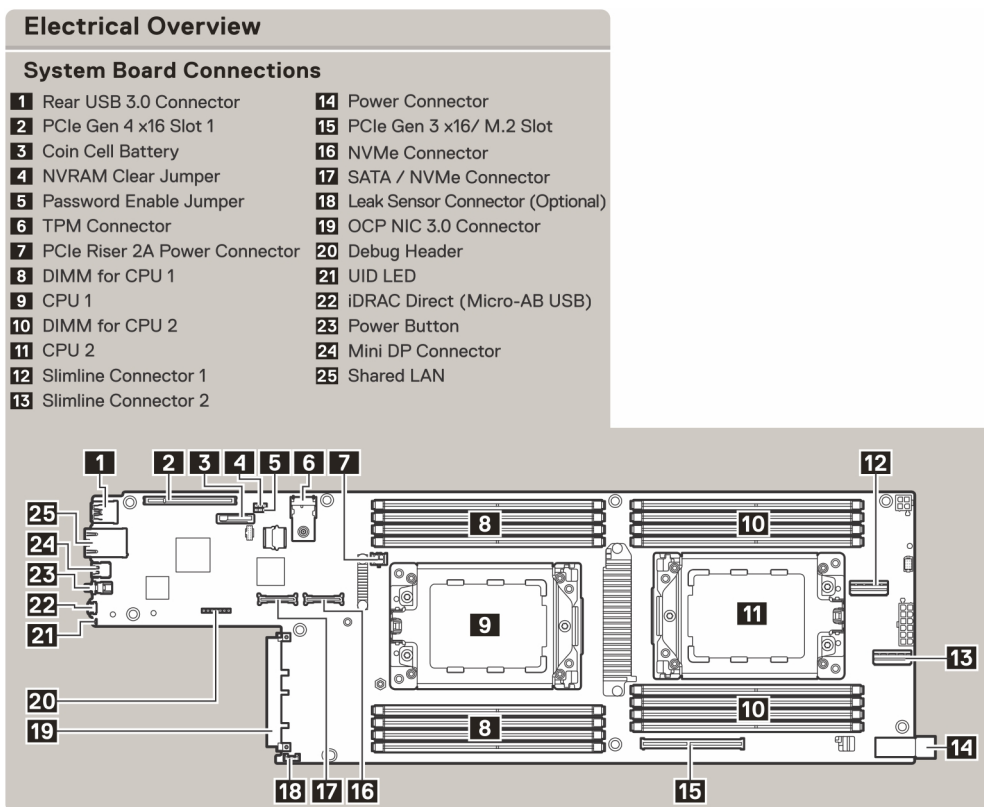 Electrical Overview
System Board Connections
1 Rear USB 3.0 Connector
2 PCIe Gen 4 x16 Slot 1
3 Coin Cell Battery
4 NVRAM Clear Jumper
5 Password Enable Jumper
6 TPM Connector
7 PCIe Riser 2A Power Connector
8 DIMM for CPU 1
9 CPU 1
10 DIMM for CPU 2
11 CPU 2
12 Slimline Connector 1
13 Slimline Connector 2
14 Power Connector
15 PCIe Gen 3 x16/ M.2 Slot
16 NVMe Connector
17 SATA / NVMe Connector
18 Leak Sensor Connector (Optional)
19 OCP NIC 3.0 Connector
20 Debug Header
21 UID LED
22 iDRAC Direct (Micro-AB USB)
23 Power Button
24 Mini DP Connector
25 Shared LAN
1 2 3 4 5 6 7 12
25 8 10
24
23
22 9 11
21
13
20 10
19 8 14
18 17 16 15